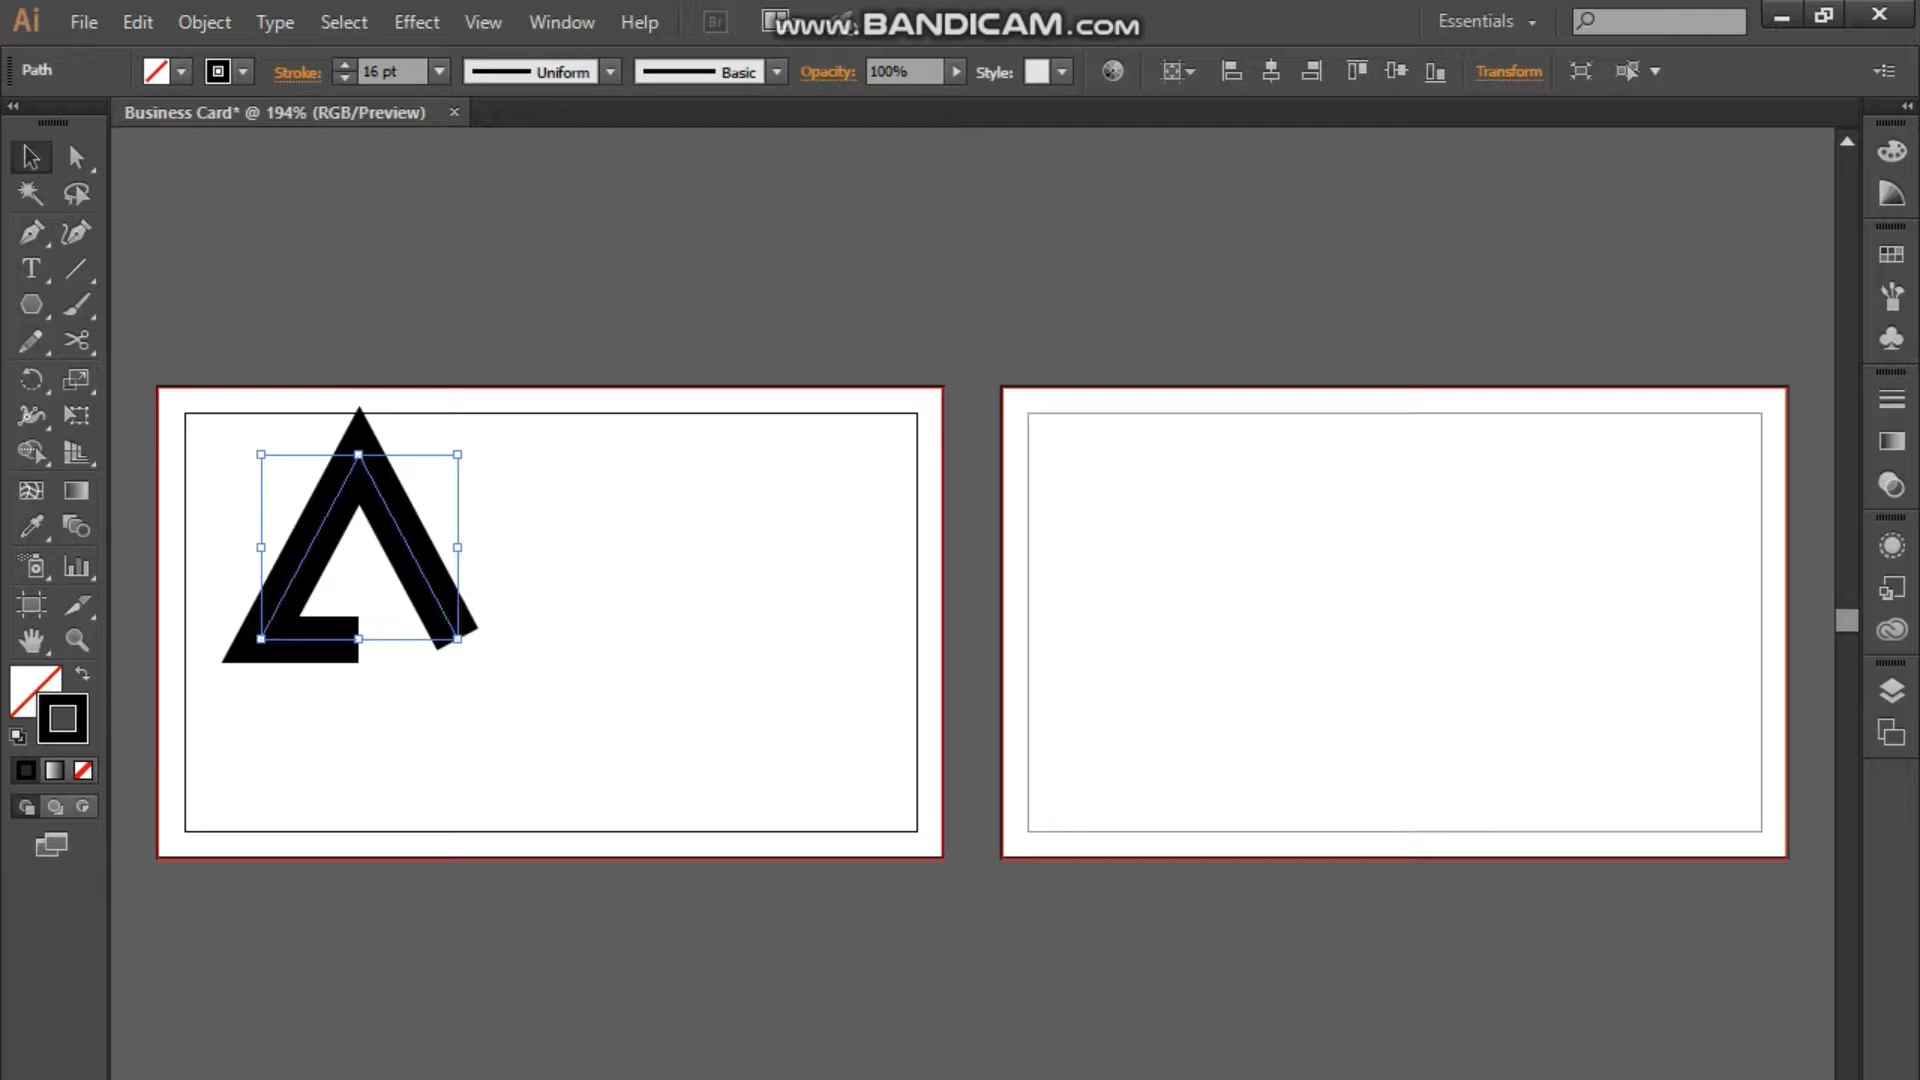 Ai File Edit Object Type Select Effect View Window Help Br www.BANDICAM.com Essentials
Path Stroke: 16 pt Uniform Basic Opacity: 100% Style: Transform
Business Card* @ 194% (RGB/Preview)